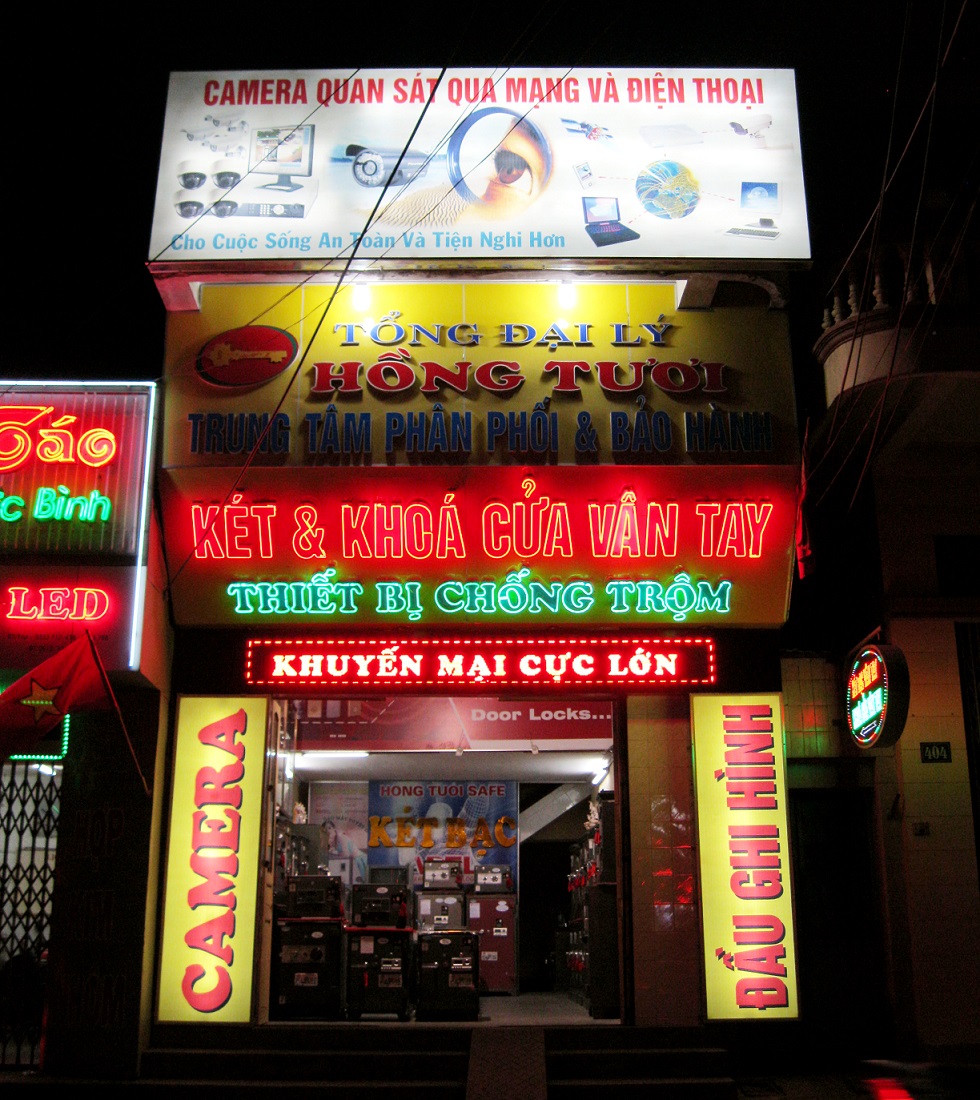 CAMERA QUAN SÁT QUA MẠNG VÀ ĐIỆN THOẠI
Cho Cuộc Sống An Toàn Và Tiện Nghi Hơn
TỔNG ĐẠI LÝ
HỒNG TƯƠI
TRUNG TÂM PHÂN PHỐI & BẢO HÀNH
KÉT & KHOÁ CỬA VÂN TAY
THIẾT BỊ CHỐNG TRỘM
KHUYẾN MẠI CỰC LỚN
Táo
Bình
LED
Door Locks...
CAMERA
HONG TUOI SAFE
KÉT BẠC
ĐẦU GHI HÌNH
404